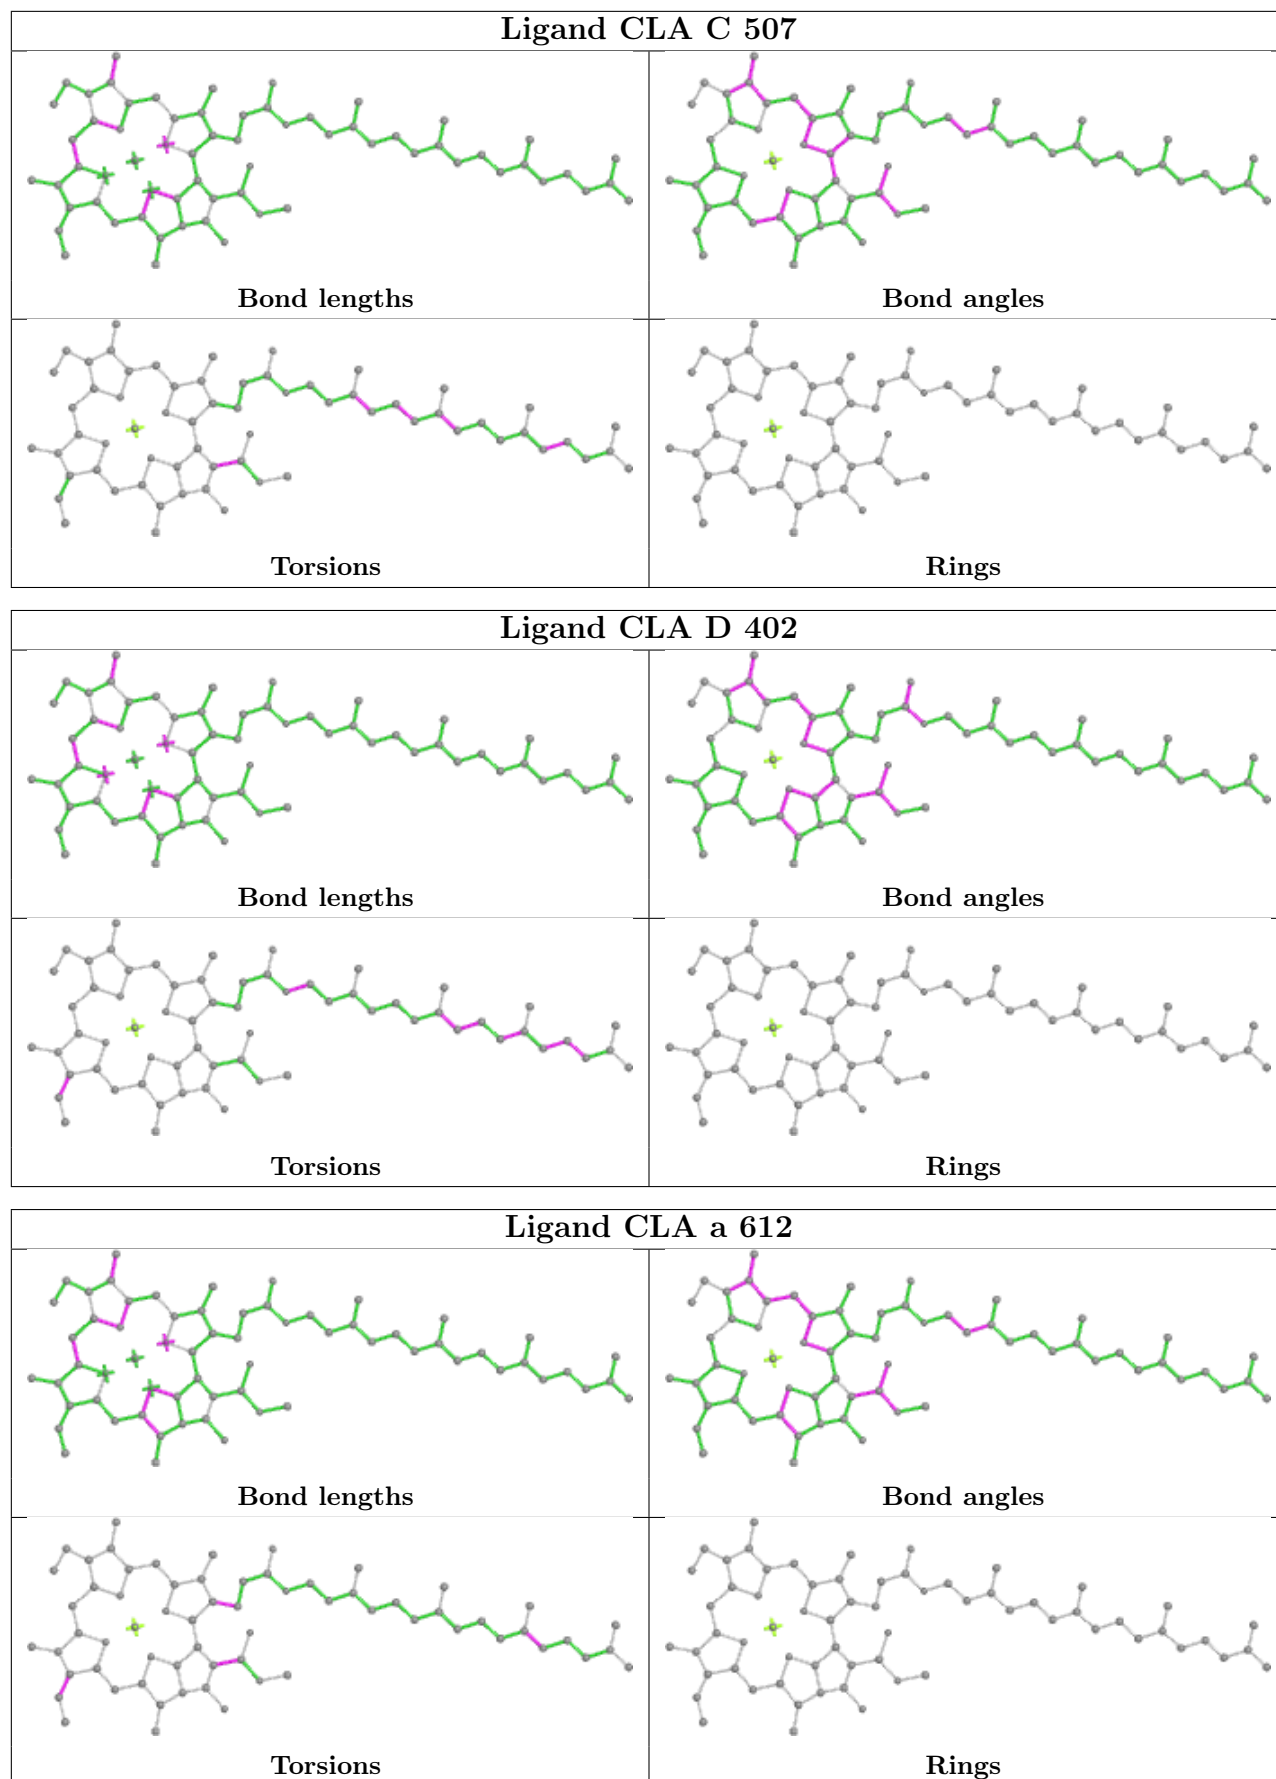 Ligand CLA C 507
Bond lengths
Bond angles
Torsions
Rings
Ligand CLA D 402
Bond lengths
Bond angles
Torsions
Rings
Ligand CLA a 612
Bond lengths
Bond angles
Torsions
Rings